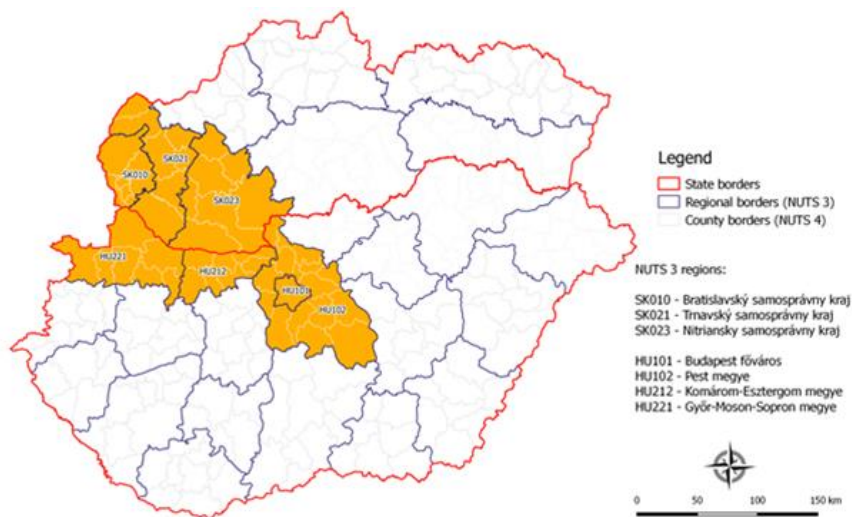 SK021
SK010
SK023
HU221
HU212
HU101
HU102
Legend
State borders
Regional borders (NUTS 3)
County borders (NUTS 4)
NUTS 3 regions:
SK010 - Bratislavský samosprávny kraj
SK021 - Trnavský samosprávny kraj
SK023 - Nitriansky samosprávny kraj
HU101 - Budapest főváros
HU102 - Pest megye
HU212 - Komárom-Esztergom megye
HU221 - Győr-Moson-Sopron megye
0 50 100 150 km